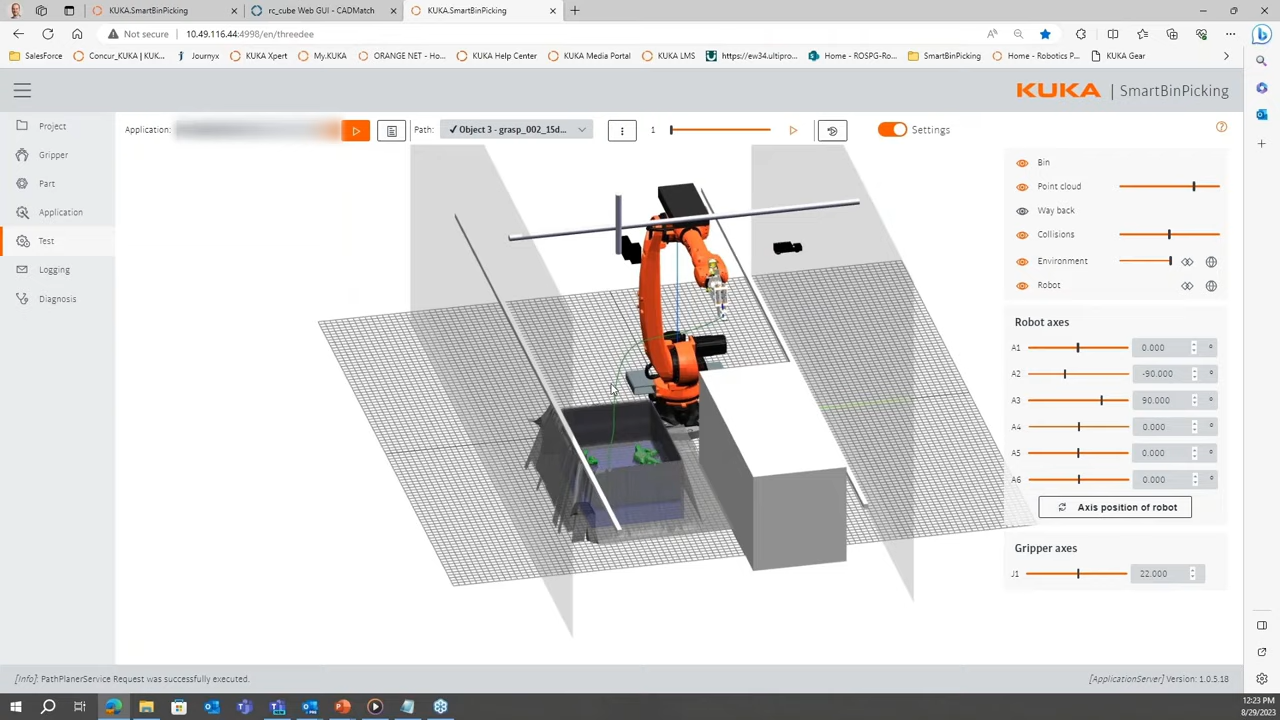 KUKA.SmartBinPicking
rc_cube Web GUI - CADMatch
KUKA.SmartBinPicking
Not secure
10.49.116.44:4998/en/threedee
SalesForce
Concur_KUKA | KUK...
Journyx
KUKA Xpert
My.KUKA
ORANGE NET - Ho...
KUKA Help Center
KUKA Media Portal
KUKA LMS
https://ew34.ultipro...
Home - ROSPG-Ro...
SmartBinPicking
Home - Robotics P...
KUKA Gear
KUKA | SmartBinPicking
Project
Gripper
Part
Application
Test
Logging
Diagnosis
Application:
Path:
✓ Object 3 - grasp_002_15d...
1
Settings
Bin
Point cloud
Way back
Collisions
Environment
Robot
Robot axes
A1 0.000 °
A2 -90.000 °
A3 90.000 °
A4 0.000 °
A5 0.000 °
A6 0.000 °
Axis position of robot
Gripper axes
J1 22.000 °
[Info]: PathPlanerService Request was successfully executed.
[ApplicationServer] Version: 1.0.5.18
12:23 PM
8/29/2023